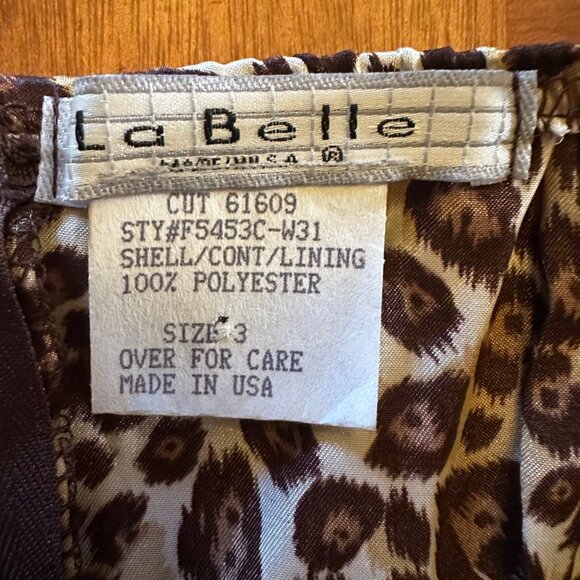 La Belle
MADE IN U.S.A. ®
CUT 61609
STY#F5453C-W31
SHELL/CONT/LINING
100% POLYESTER
SIZE 3
OVER FOR CARE
MADE IN USA